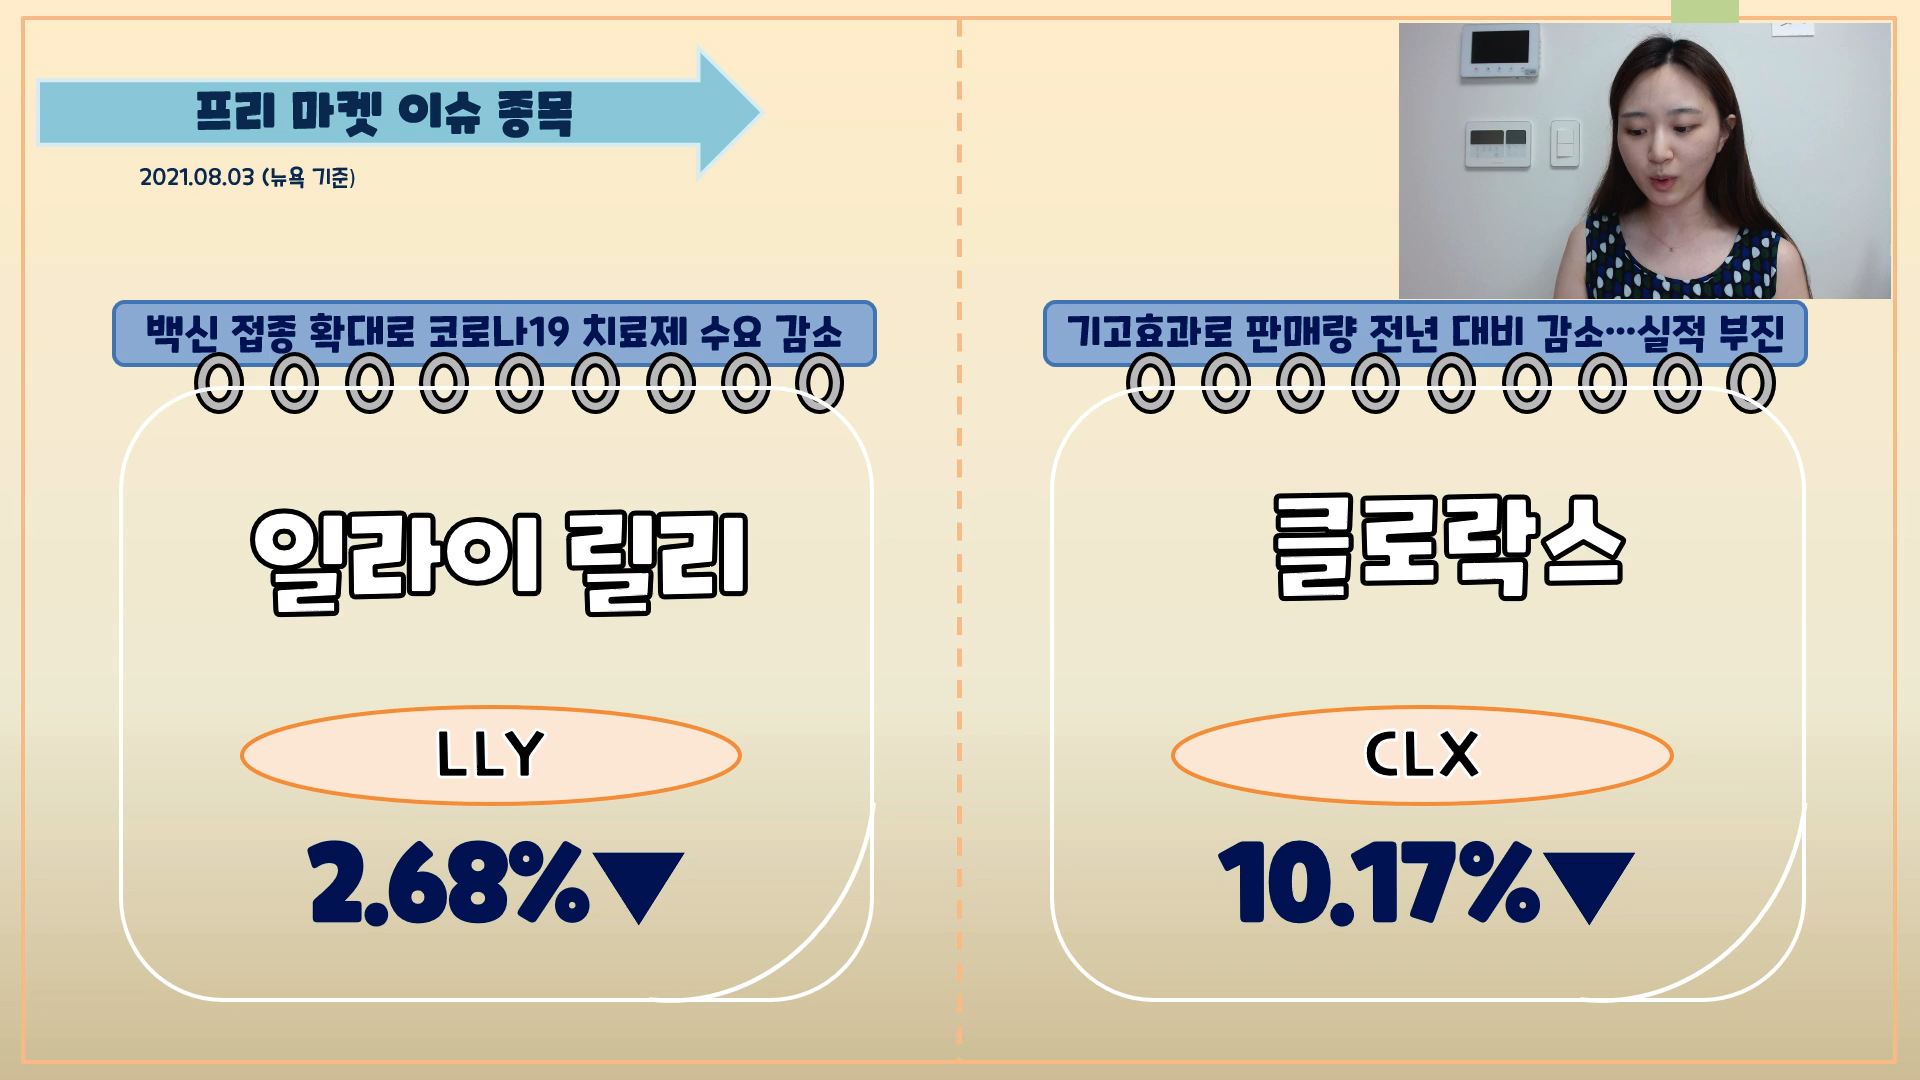 프리 마켓 이슈 종목
2021.08.03 (뉴욕 기준)
백신 접종 확대로 코로나19 치료제 수요 감소
일라이 릴리
LLY
2.68%▼
기고효과로 판매량 전년 대비 감소…실적 부진
클로락스
CLX
10.17%▼